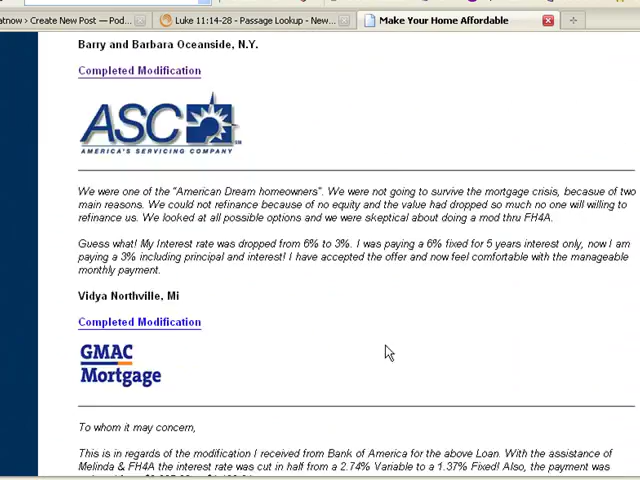 atnow › Create New Post — Pod... Luke 11:14-28 - Passage Lookup - New... Make Your Home Affordable
Barry and Barbara Oceanside, N.Y.
Completed Modification
ASC
AMERICA'S SERVICING COMPANY
We were one of the "American Dream homeowners". We were not going to survive the mortgage crisis, becasue of two
main reasons. We could not refinance because of no equity and the value had dropped so much no one will willing to
refinance us. We looked at all possible options and we were skeptical about doing a mod thru FH4A.
Guess what! My Interest rate was dropped from 6% to 3%. I was paying a 6% fixed for 5 years interest only, now I am
paying a 3% including principal and interest! I have accepted the offer and now feel comfortable with the manageable
monthly payment.
Vidya Northville, Mi
Completed Modification
GMAC
Mortgage
To whom it may concern,
This is in regards of the modification I received from Bank of America for the above Loan. With the assistance of
Melinda & FH4A the interest rate was cut in half from a 2.74% Variable to a 1.37% Fixed! Also, the payment was